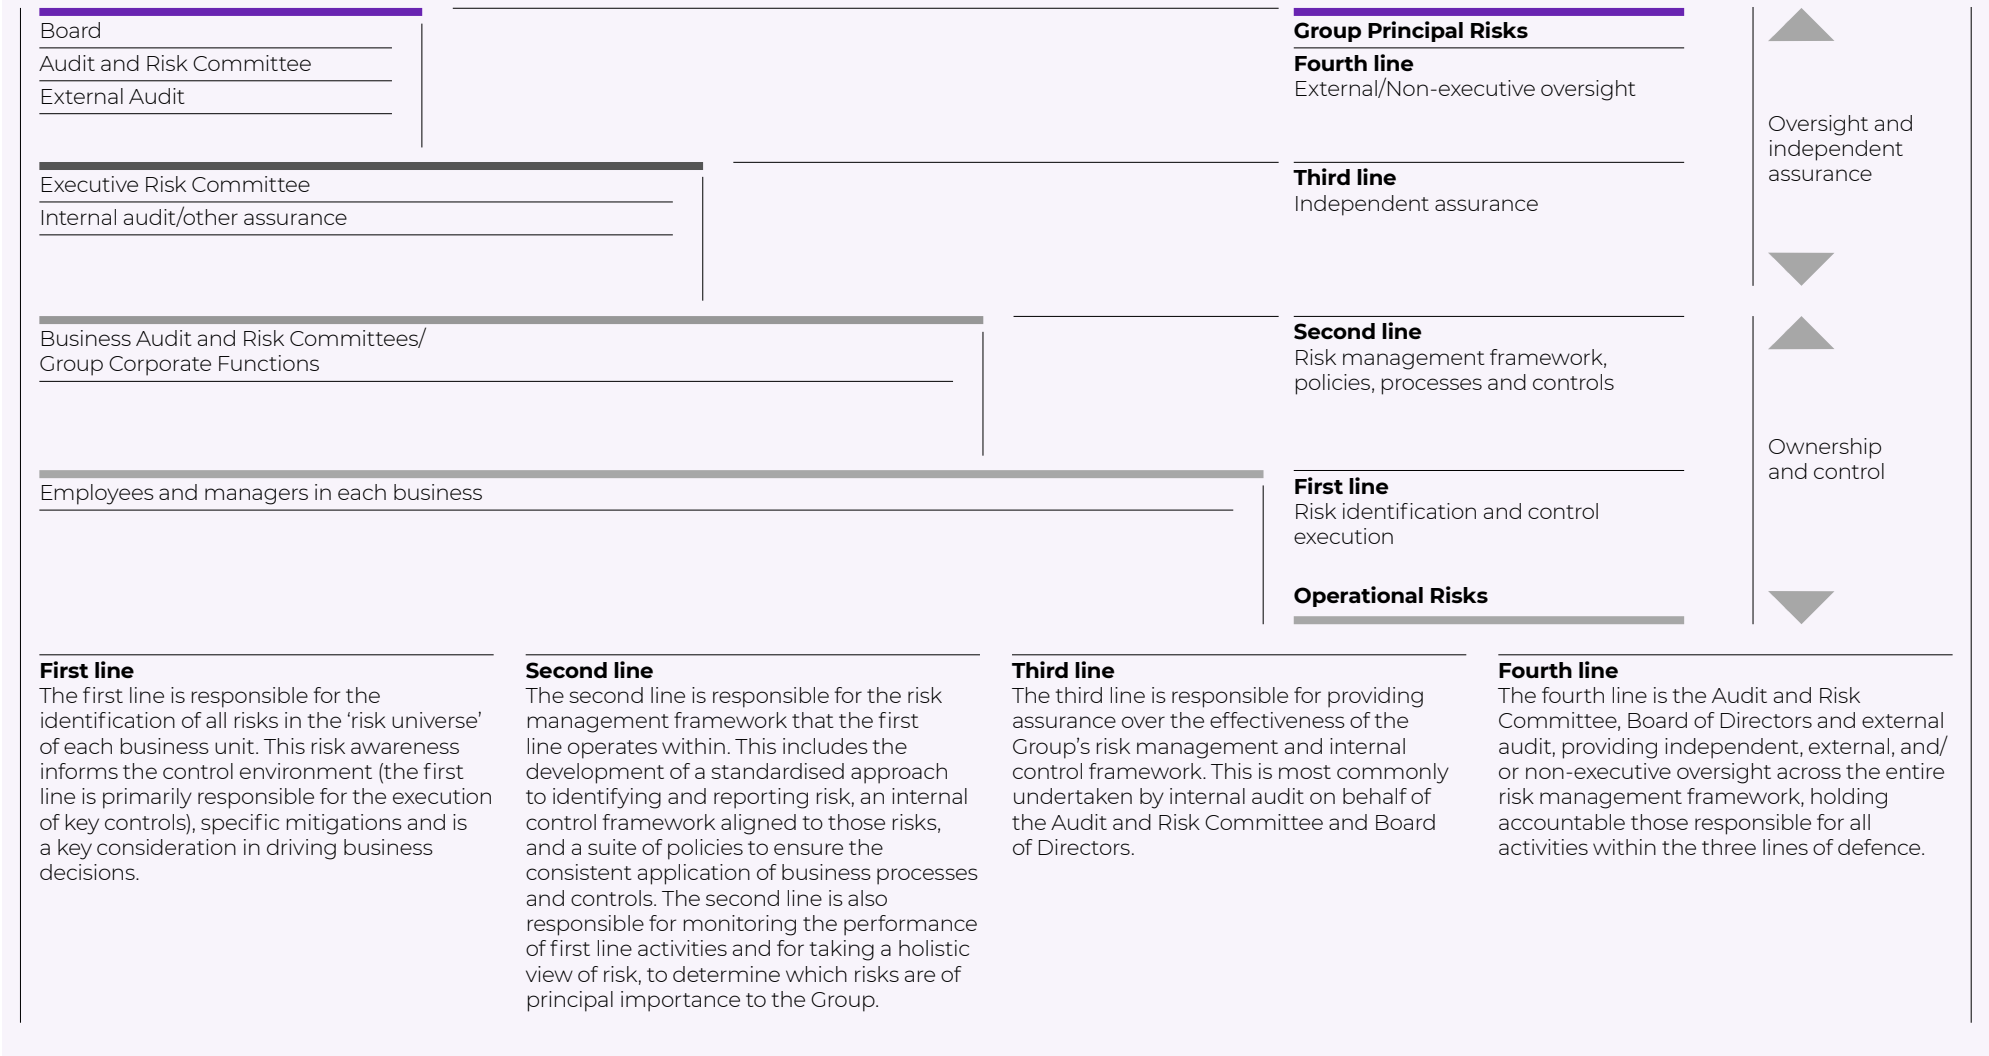 Board
Audit and Risk Committee
External Audit
Group Principal Risks
Fourth line
External/Non-executive oversight
Executive Risk Committee
Internal audit/other assurance
Third line
Independent assurance
Oversight and
independent
assurance
Business Audit and Risk Committees/
Group Corporate Functions
Second line
Risk management framework,
policies, processes and controls
Employees and managers in each business
First line
Risk identification and control
execution
Operational Risks
Ownership
and control
First line
The first line is responsible for the
identification of all risks in the ‘risk universe’
of each business unit. This risk awareness
informs the control environment (the first
line is primarily responsible for the execution
of key controls), specific mitigations and is
a key consideration in driving business
decisions.
Second line
The second line is responsible for the risk
management framework that the first
line operates within. This includes the
development of a standardised approach
to identifying and reporting risk, an internal
control framework aligned to those risks,
and a suite of policies to ensure the
consistent application of business processes
and controls. The second line is also
responsible for monitoring the performance
of first line activities and for taking a holistic
view of risk, to determine which risks are of
principal importance to the Group.
Third line
The third line is responsible for providing
assurance over the effectiveness of the
Group’s risk management and internal
control framework. This is most commonly
undertaken by internal audit on behalf of
the Audit and Risk Committee and Board
of Directors.
Fourth line
The fourth line is the Audit and Risk
Committee, Board of Directors and external
audit, providing independent, external, and/
or non-executive oversight across the entire
risk management framework, holding
accountable those responsible for all
activities within the three lines of defence.